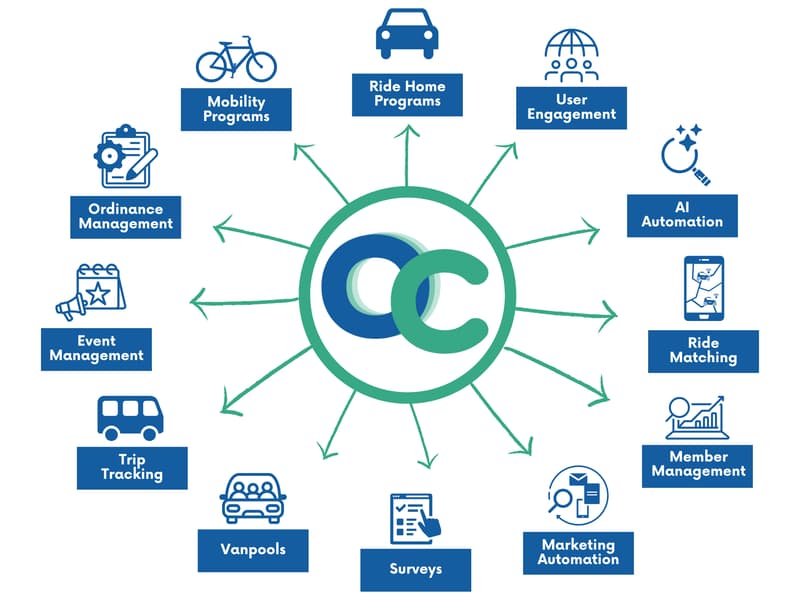 Ride Home
Programs
User
Engagement
AI
Automation
Ride
Matching
Member
Management
Marketing
Automation
Surveys
Vanpools
Trip
Tracking
Event
Management
Ordinance
Management
Mobility
Programs
OC